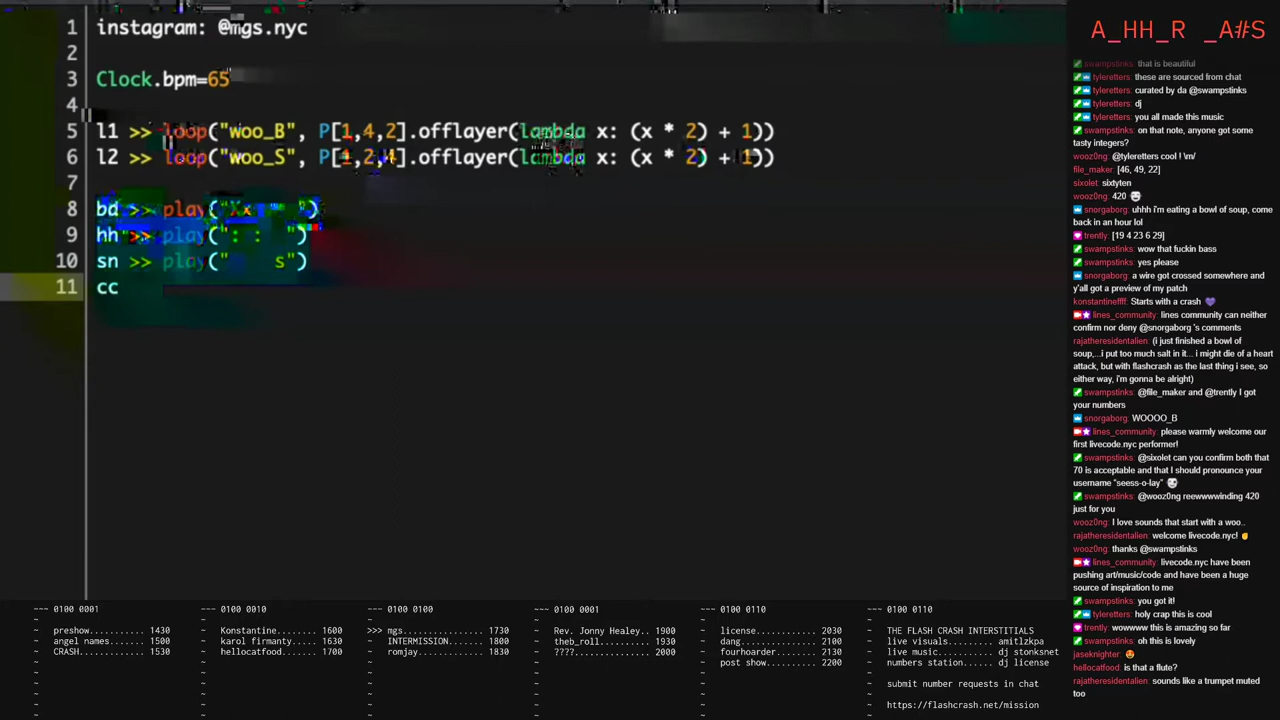 1 instagram: @mgs.nyc
2
3 Clock.bpm=65
4
5 l1 >> loop("woo_B", P[1,4,2].offlayer(lambda x: (x * 2) + 1))
6 l2 >> loop("woo_S", P[1,2,4].offlayer(lambda x: (x * 2) + 1))
7
8 bd >> play("Xx    ")
9 hh >> play(": :   ")
10 sn >> play("    s")
11 cc
A_HH_R _A#S
swampstinks: that is beautiful
tyleretters: these are sourced from chat
tyleretters: curated by da @swampstinks
tyleretters: dj
tyleretters: you all made this music
swampstinks: on that note, anyone got some
tasty integers?
wooz0ng: @tyleretters cool ! \m/
file_maker: [46, 49, 22]
sixolet: sixtyten
wooz0ng: 420
snorgaborg: uhhh i'm eating a bowl of soup, come
back in an hour lol
trently: [19 4 23 6 29]
swampstinks: wow that fuckin bass
swampstinks: yes please
snorgaborg: a wire got crossed somewhere and
y'all got a preview of my patch
konstantineffff: Starts with a crash 💜
lines_community: lines community can neither
confirm nor deny @snorgaborg 's comments
rajatheresidentalien: (i just finished a bowl of
soup,...i put too much salt in it... i might die of a heart
attack, but with flashcrash as the last thing i see, so
either way, i'm gonna be alright)
swampstinks: @file_maker and @trently I got
your numbers
snorgaborg: WOOOO_B
lines_community: please warmly welcome our
first livecode.nyc performer!
swampstinks: @sixolet can you confirm both that
70 is acceptable and that I should pronounce your
username "seess-o-lay"
swampstinks: @wooz0ng reewwwwinding 420
just for you
wooz0ng: I love sounds that start with a woo..
rajatheresidentalien: welcome livecode.nyc!
wooz0ng: thanks @swampstinks
lines_community: livecode.nyc have been
pushing art/music/code and have been a huge
source of inspiration to me
swampstinks: you got it!
tyleretters: holy crap this is cool
trently: wowwww this is amazing so far
swampstinks: oh this is lovely
jaseknighter: 😍
hellocatfood: is that a flute?
rajatheresidentalien: sounds like a trumpet muted
too
~~~ 0100 0001
preshow.......... 1430
angel names...... 1500
CRASH............ 1530
~~~ 0100 0010
Konstantine...... 1600
karol firmanty... 1630
hellocatfood..... 1700
~~~ 0100 0100
>>> mgs.............. 1730
INTERMISSION..... 1800
romjay........... 1830
~~~ 0100 0001
Rev. Jonny Healey.. 1900
theb_roll........ 1930
????............. 2000
~~~ 0100 0110
license.......... 2030
dang............. 2100
fourhoarder...... 2130
post show........ 2200
~~~ 0100 0110
THE FLASH CRASH INTERSTITIALS
live visuals..... amitlzkpa
live music....... dj stonksnet
numbers station...... dj license
submit number requests in chat
https://flashcrash.net/mission